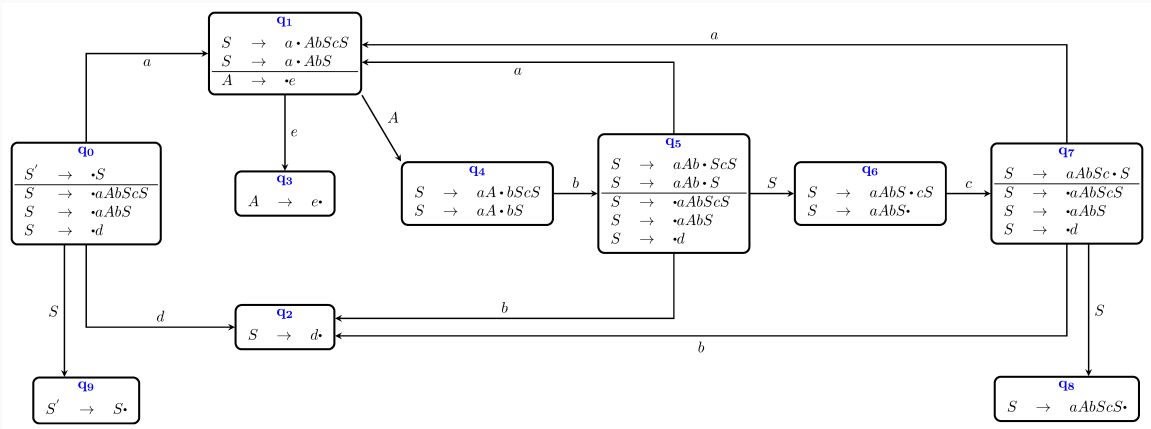 q1
S → a • AbScS
S → a • AbS
A → •e
a
a
a
e
A
q0
S′ → •S
S → •aAbScS
S → •aAbS
S → •d
q3
A → e•
q4
S → aA • bScS
S → aA • bS
b
q5
S → aAb • ScS
S → aAb • S
S → •aAbScS
S → •aAbS
S → •d
S
q6
S → aAbS • cS
S → aAbS•
c
q7
S → aAbSc • S
S → •aAbScS
S → •aAbS
S → •d
S
d
q2
S → d•
b
b
S
q9
S′ → S•
q8
S → aAbScS•